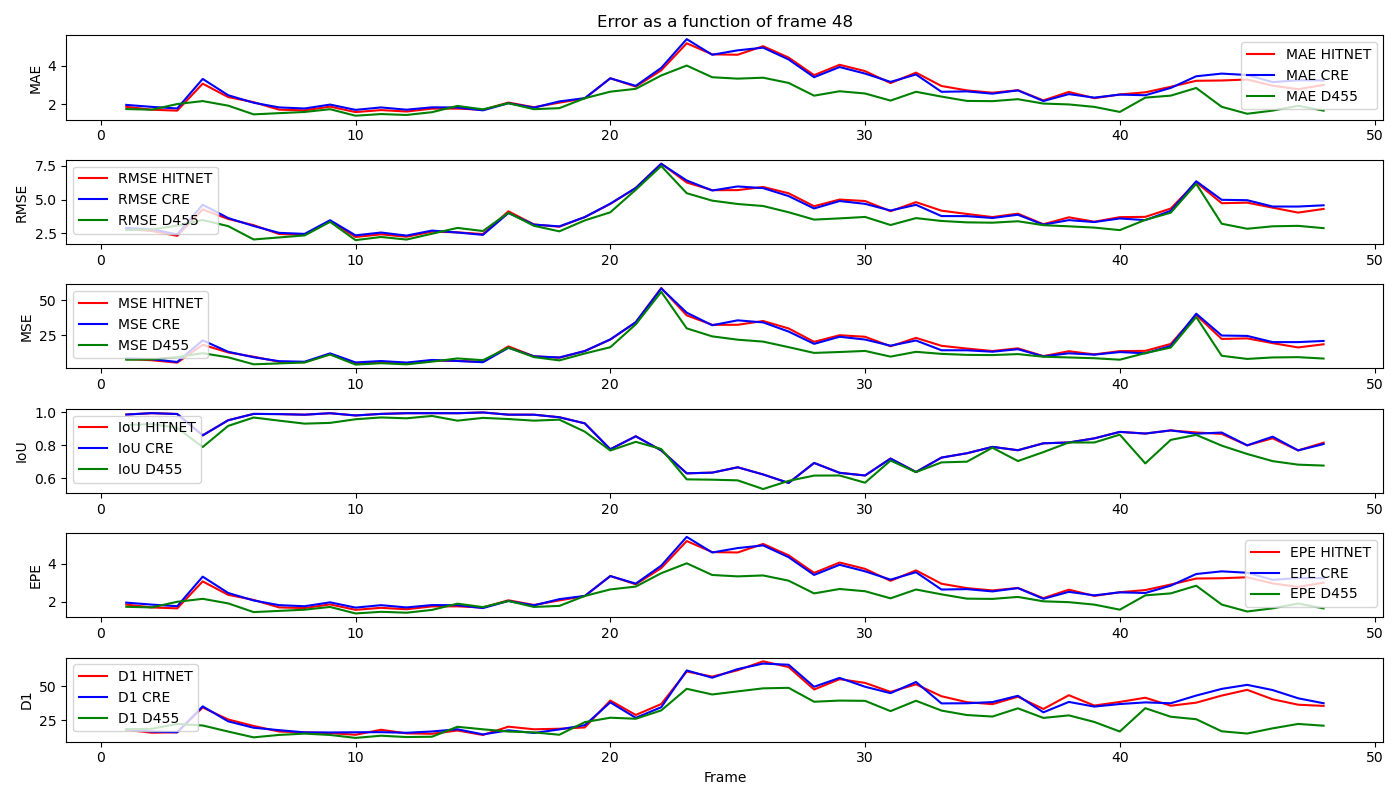 Error as a function of frame 48
MAE
4
2
MAE HITNET
MAE CRE
MAE D455
0 10 20 30 40 50
RMSE
7.5
5.0
2.5
RMSE HITNET
RMSE CRE
RMSE D455
0 10 20 30 40 50
MSE
50
25
MSE HITNET
MSE CRE
MSE D455
0 10 20 30 40 50
IoU
1.0
0.8
0.6
IoU HITNET
IoU CRE
IoU D455
0 10 20 30 40 50
EPE
4
2
EPE HITNET
EPE CRE
EPE D455
0 10 20 30 40 50
D1
50
25
D1 HITNET
D1 CRE
D1 D455
0 10 20 30 40 50
Frame